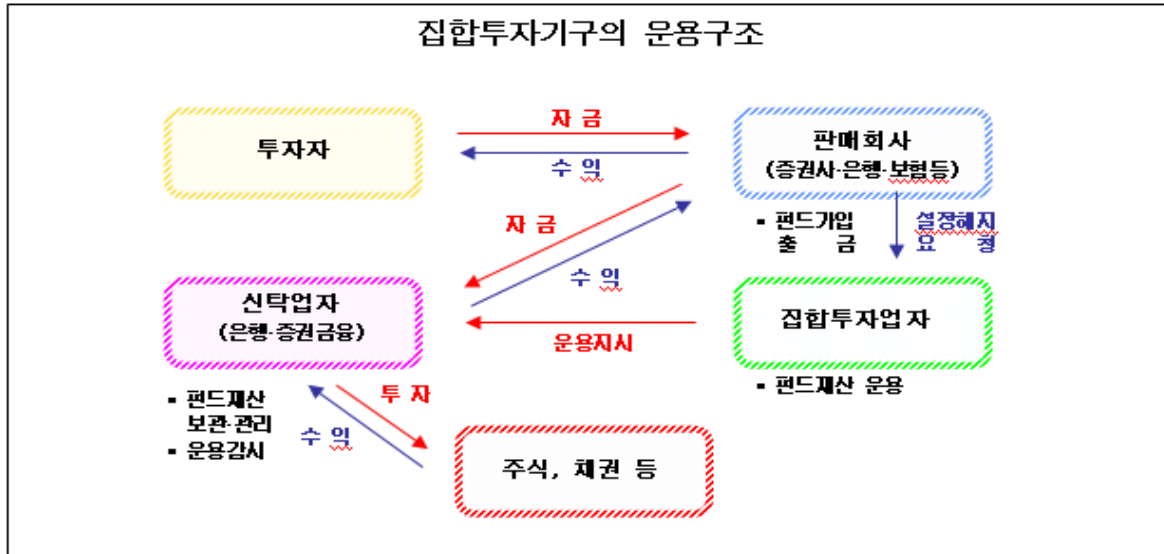 집합투자기구의 운용구조
투자자
자 금
수 익
판매회사
(증권사·은행·보험등)
▪ 펀드가입
출 금
설정해지
요 청
자 금
수 익
신탁업자
(은행·증권금융)
운용지시
집합투자업자
▪ 펀드재산 운용
▪ 펀드재산
보관·관리
▪ 운용감시
투 자
수 익
주식, 채권 등